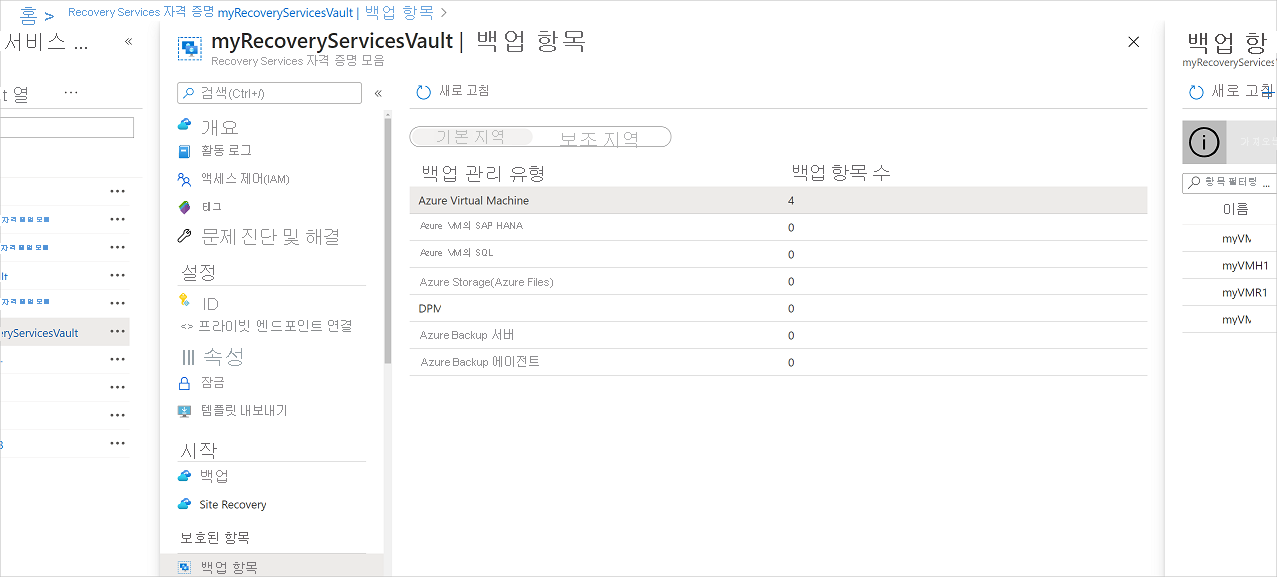 홈 > Recovery Services 자격 증명 myRecoveryServicesVault | 백업 항목 >
서비스 ... «
t 열 ...
자격 증명 모음
자격 증명 모음
lt
자격 증명 모음
eryServicesVault
myRecoveryServicesVault | 백업 항목
Recovery Services 자격 증명 모음
검색(Ctrl+/) «
개요
활동 로그
액세스 제어(IAM)
태그
문제 진단 및 해결
설정
ID
<> 프라이빗 엔드포인트 연결
속성
잠금
템플릿 내보내기
시작
백업
Site Recovery
보호된 항목
백업 항목
새로 고침
기본 지역 보조 지역
백업 관리 유형 백업 항목 수
Azure Virtual Machine 4
Azure VM의 SAP HANA 0
Azure VM의 SQL 0
Azure Storage(Azure Files) 0
DPM 0
Azure Backup 서버 0
Azure Backup 에이전트 0
백업 항
myRecoveryServices
새로 고침
항목 필터링 ...
이름
myVM
myVMH1
myVMR1
myVM